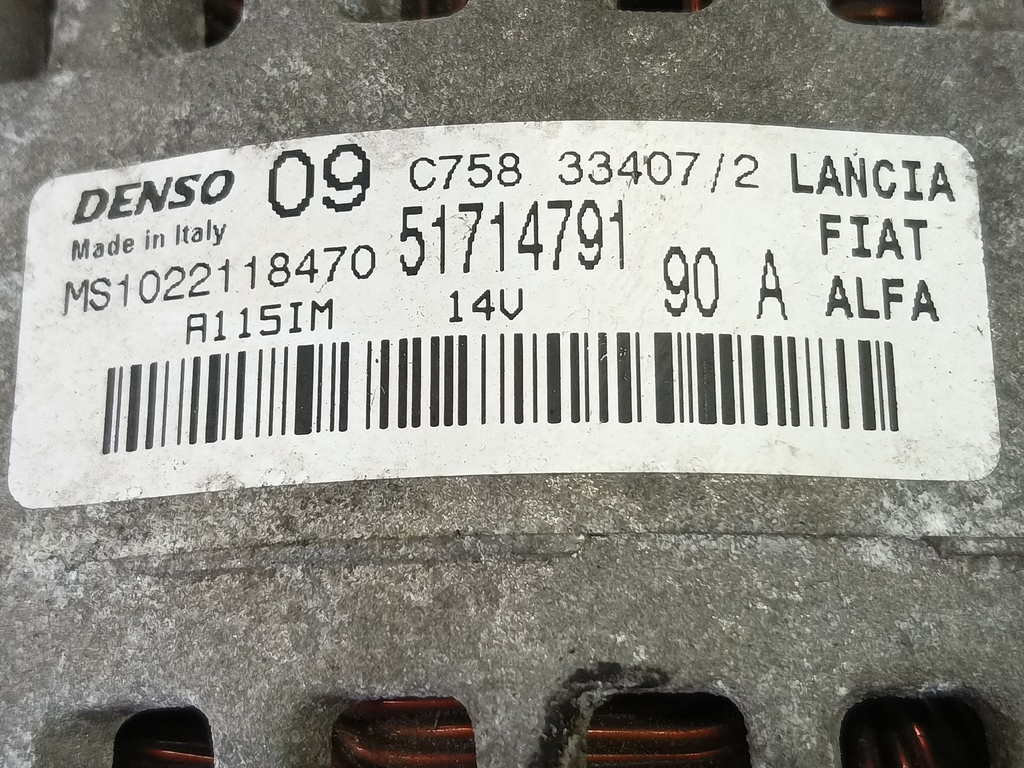 DENSO 09 C758 33407/2 LANCIA
Made in Italy 51714791 FIAT
MS1022118470 90 A ALFA
A115IM 14V